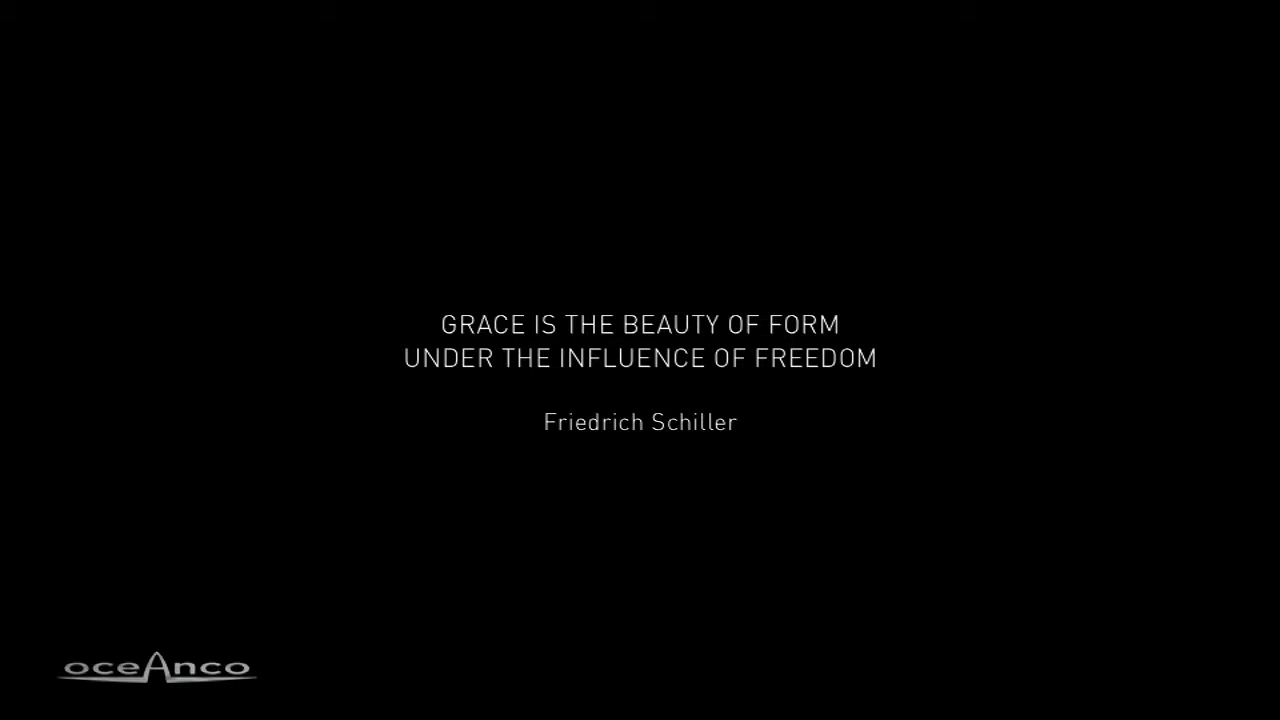 GRACE IS THE BEAUTY OF FORM
UNDER THE INFLUENCE OF FREEDOM
Friedrich Schiller
oceAnco